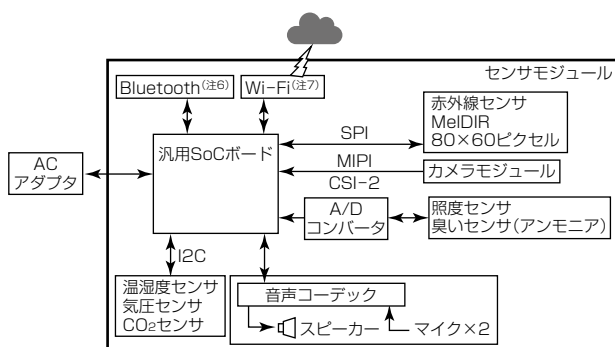 センサモジュール
Bluetooth(注6)
Wi-Fi(注7)
赤外線センサ
MelDIR
80×60ピクセル
SPI
汎用SoCボード
AC
アダプタ
MIPI
CSI-2
カメラモジュール
A/D
コンバータ
照度センサ
臭いセンサ(アンモニア)
I2C
温湿度センサ
気圧センサ
CO₂センサ
音声コーデック
スピーカー
マイク×2